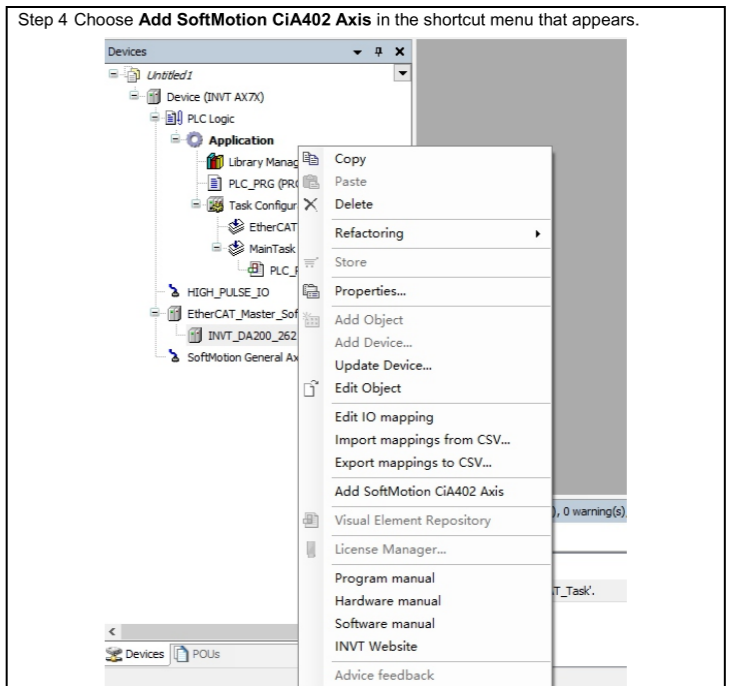 Step 4 Choose Add SoftMotion CiA402 Axis in the shortcut menu that appears.
Devices
Untitled1
Device (INVT AX7X)
PLC Logic
Application
Library Manag
PLC_PRG (PR
Task Configur
EtherCAT
MainTask
PLC_P
HIGH_PULSE_IO
EtherCAT_Master_Sof
INVT_DA200_262
SoftMotion General Ax
Copy
Paste
Delete
Refactoring
Store
Properties...
Add Object
Add Device...
Update Device...
Edit Object
Edit IO mapping
Import mappings from CSV...
Export mappings to CSV...
Add SoftMotion CiA402 Axis
Visual Element Repository
License Manager...
Program manual
Hardware manual
Software manual
INVT Website
Advice feedback
), 0 warning(s)
T_Task'.
Devices
POUs